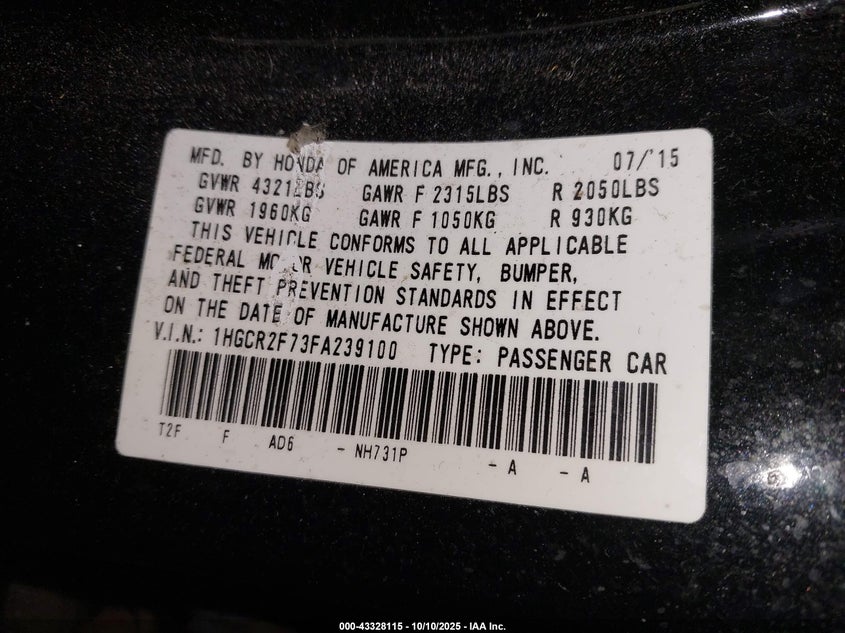 MFD. BY HONDA OF AMERICA MFG., INC. 07/'15
GVWR 4321LBS GAWR F 2315LBS R 2050LBS
GVWR 1960KG GAWR F 1050KG R 930KG
THIS VEHICLE CONFORMS TO ALL APPLICABLE
FEDERAL MOTOR VEHICLE SAFETY, BUMPER,
AND THEFT PREVENTION STANDARDS IN EFFECT
ON THE DATE OF MANUFACTURE SHOWN ABOVE.
V.I.N.: 1HGCR2F73FA239100 TYPE: PASSENGER CAR
T2F F AD6 - NH731P - A - A
000-43328115 - 10/10/2025 - IAA Inc.